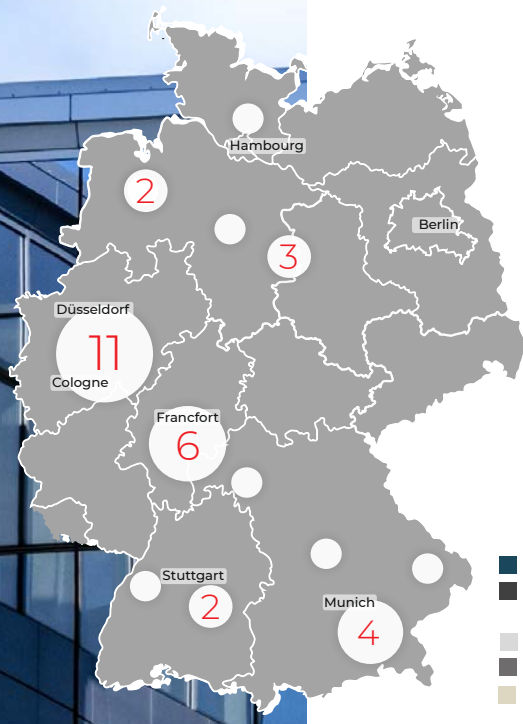 Hambourg
2
Berlin
3
Düsseldorf
11
Cologne
Francfort
6
Stuttgart
2
Munich
4